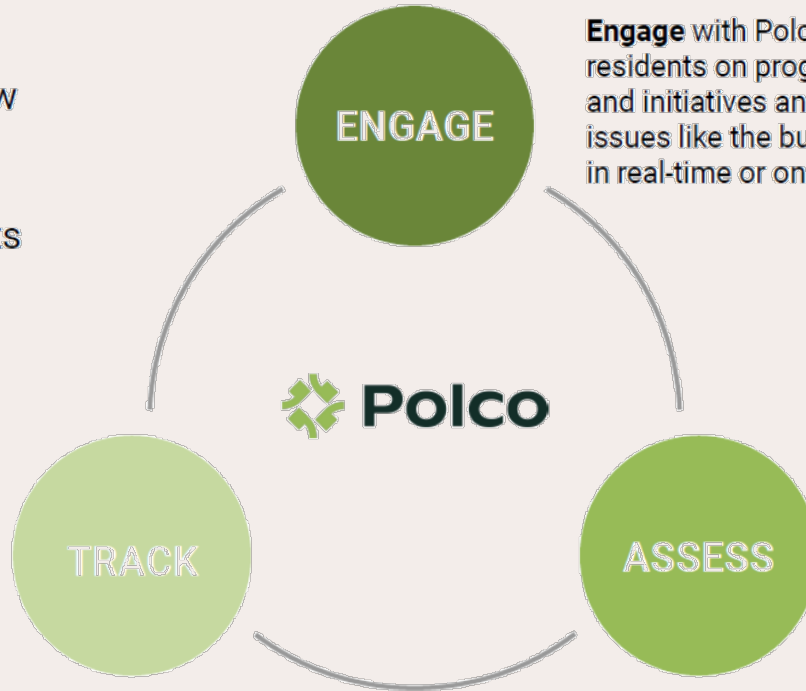 ENGAGE
Engage with
residents on
and initiatives
issues like the
in real-time or
Polco
TRACK
ASSESS